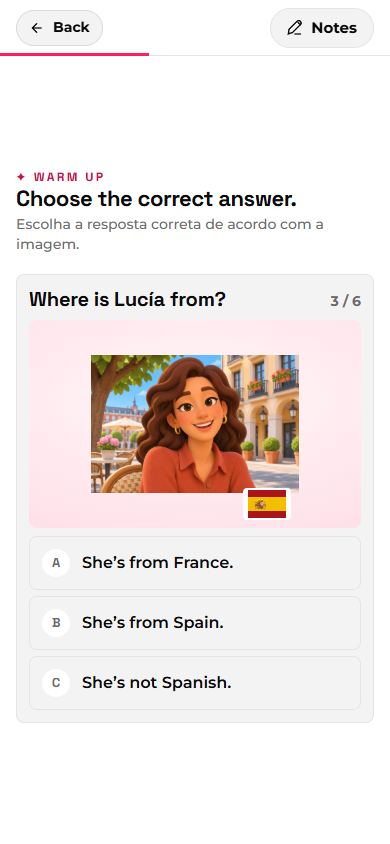 Back
Notes
WARM UP
Choose the correct answer.
Escolha a resposta correta de acordo com a
imagem.
Where is Lucía from?
3 / 6
A
She’s from France.
B
She’s from Spain.
C
She’s not Spanish.